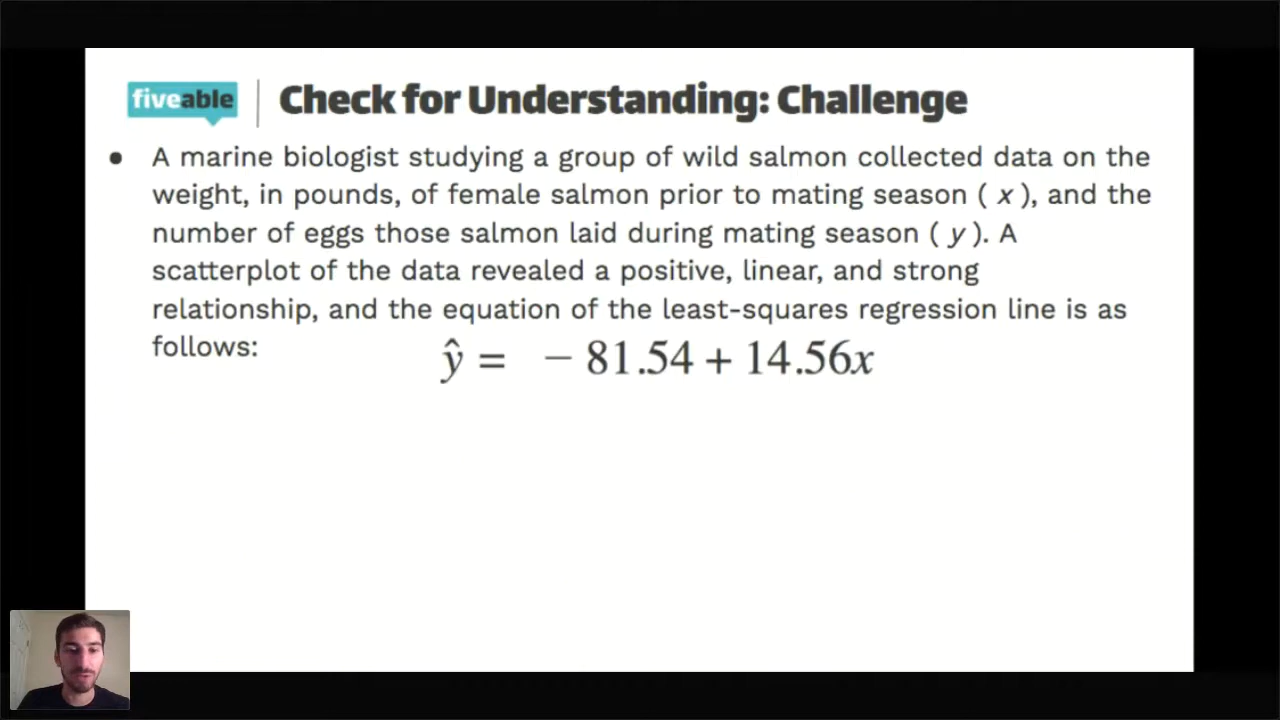 fiveable
Check for Understanding: Challenge
• A marine biologist studying a group of wild salmon collected data on the
weight, in pounds, of female salmon prior to mating season ( x ), and the
number of eggs those salmon laid during mating season ( y ). A
scatterplot of the data revealed a positive, linear, and strong
relationship, and the equation of the least-squares regression line is as
follows:
ŷ = − 81.54 + 14.56x